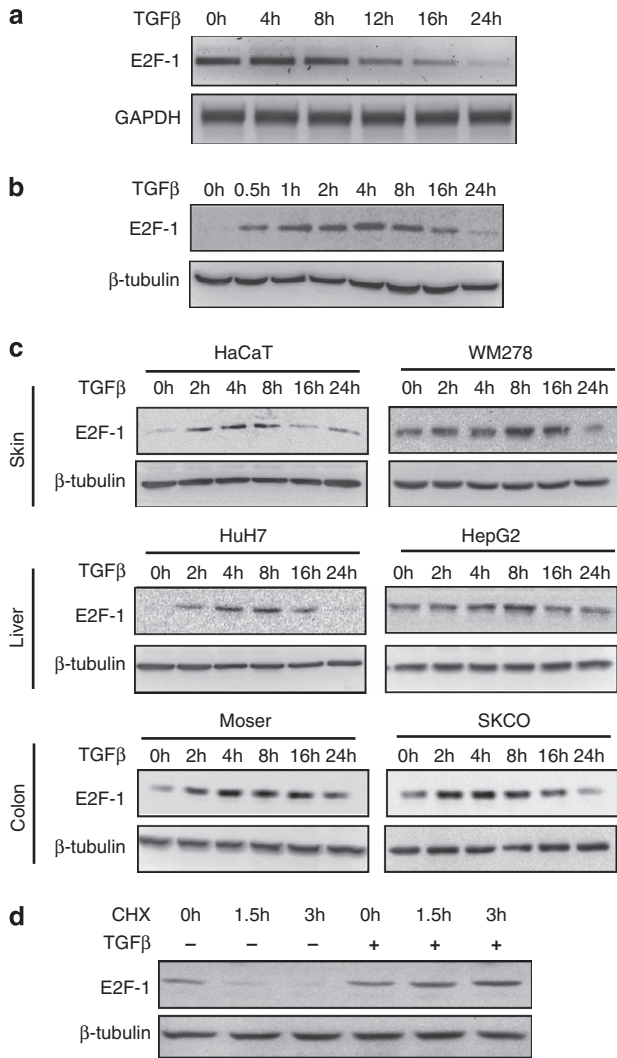 a
TGFβ 0h 4h 8h 12h 16h 24h
E2F-1
GAPDH
b
TGFβ 0h 0.5h 1h 2h 4h 8h 16h 24h
E2F-1
β-tubulin
c
HaCaT WM278
Skin
TGFβ 0h 2h 4h 8h 16h 24h 0h 2h 4h 8h 16h 24h
E2F-1
β-tubulin
HuH7 HepG2
Liver
TGFβ 0h 2h 4h 8h 16h 24h 0h 2h 4h 8h 16h 24h
E2F-1
β-tubulin
Moser SKCO
Colon
TGFβ 0h 2h 4h 8h 16h 24h 0h 2h 4h 8h 16h 24h
E2F-1
β-tubulin
d
CHX 0h 1.5h 3h 0h 1.5h 3h
TGFβ – – – + + +
E2F-1
β-tubulin